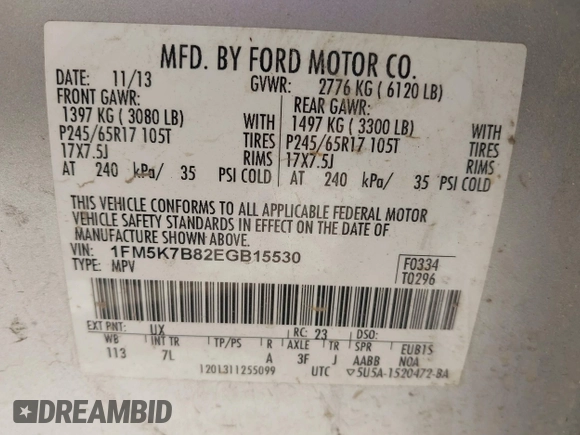 MFD. BY FORD MOTOR CO.
DATE: 11/13 GVWR: 2776 KG ( 6120 LB)
FRONT GAWR: REAR GAWR:
1397 KG ( 3080 LB) WITH 1497 KG ( 3300 LB) WITH
P245/65R17 105T TIRES P245/65R17 105T TIRES
17X7.5J RIMS 17X7.5J RIMS
AT 240 kPa/ 35 PSI COLD AT 240 kPa/ 35 PSI COLD
THIS VEHICLE CONFORMS TO ALL APPLICABLE FEDERAL MOTOR
VEHICLE SAFETY STANDARDS IN EFFECT ON THE DATE OF
MANUFACTURE SHOWN ABOVE.
VIN: 1FM5K7B82EGB15530 F0334
TYPE: MPV T0296
EXT PNT: UX RC: 23 DSO:
WB INT TR TP/PS R AXLE TR SPR EUB1S
113 7L A 3F J AABB NOA
120L311255099 UTC ▽5U5A-1520472-BA
DREAMBID